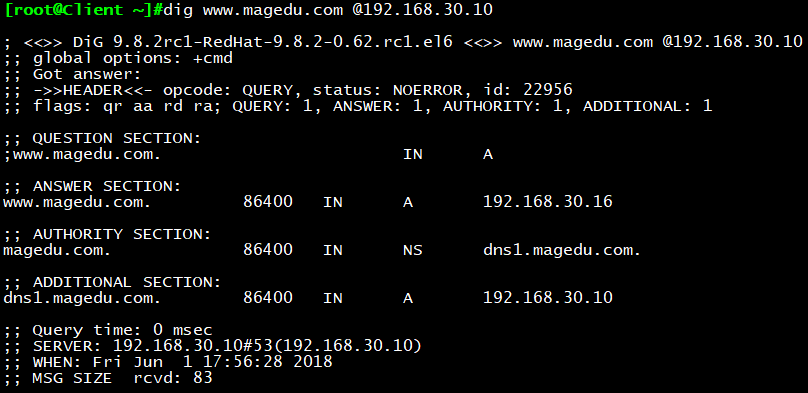 [root@Client ~]#dig www.magedu.com @192.168.30.10
; <<>> DiG 9.8.2rc1-RedHat-9.8.2-0.62.rc1.el6 <<>> www.magedu.com @192.168.30.10
;; global options: +cmd
;; Got answer:
;; ->>HEADER<<- opcode: QUERY, status: NOERROR, id: 22956
;; flags: qr aa rd ra; QUERY: 1, ANSWER: 1, AUTHORITY: 1, ADDITIONAL: 1
;; QUESTION SECTION:
;www.magedu.com. IN A
;; ANSWER SECTION:
www.magedu.com. 86400 IN A 192.168.30.16
;; AUTHORITY SECTION:
magedu.com. 86400 IN NS dns1.magedu.com.
;; ADDITIONAL SECTION:
dns1.magedu.com. 86400 IN A 192.168.30.10
;; Query time: 0 msec
;; SERVER: 192.168.30.10#53(192.168.30.10)
;; WHEN: Fri Jun 1 17:56:28 2018
;; MSG SIZE rcvd: 83